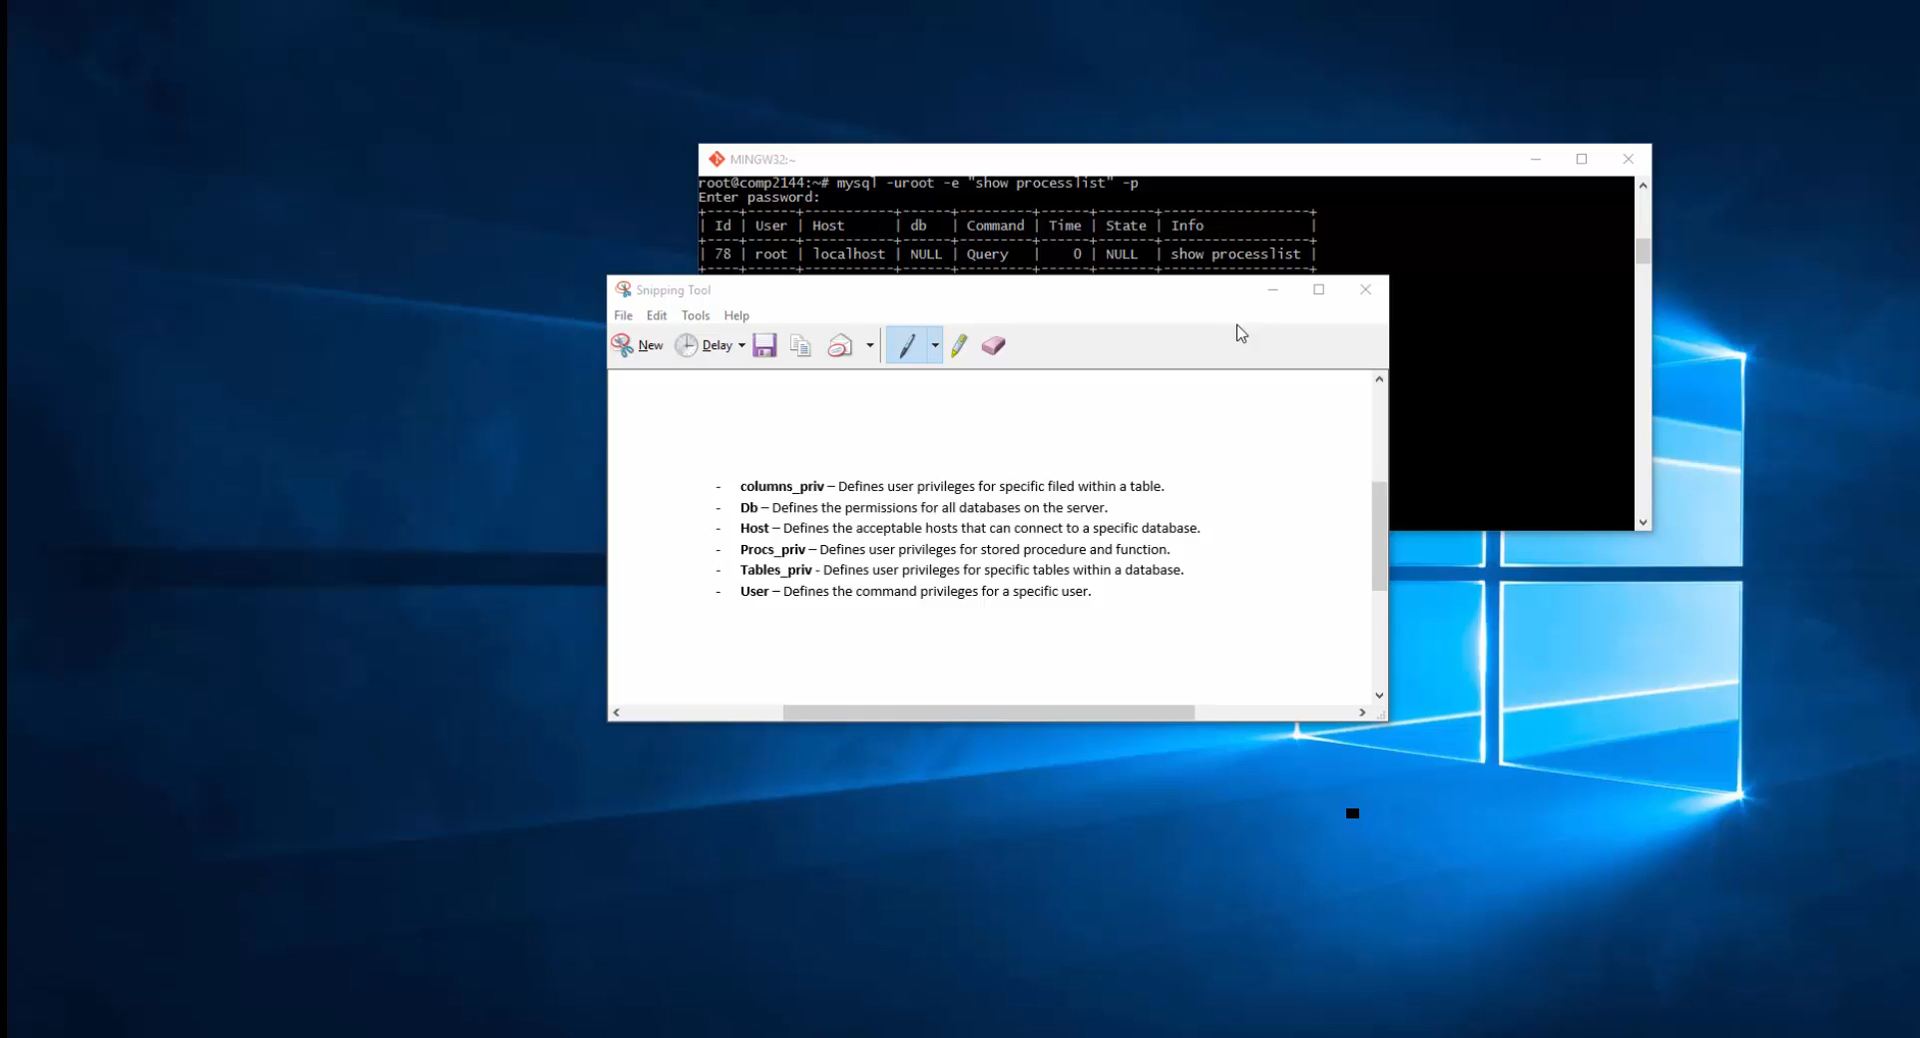 MINGW32:~
root@comp2144:~# mysql -uroot -e "show processlist" -p
Enter password:
+----+------+-----------+------+---------+------+-------+------------------+
| Id | User | Host      | db   | Command | Time | State | Info             |
+----+------+-----------+------+---------+------+-------+------------------+
| 78 | root | localhost | NULL | Query   |    0 | NULL  | show processlist |
+----+------+-----------+------+---------+------+-------+------------------+
Snipping Tool
File Edit Tools Help
New Delay
- columns_priv – Defines user privileges for specific filed within a table.
- Db – Defines the permissions for all databases on the server.
- Host – Defines the acceptable hosts that can connect to a specific database.
- Procs_priv – Defines user privileges for stored procedure and function.
- Tables_priv - Defines user privileges for specific tables within a database.
- User – Defines the command privileges for a specific user.